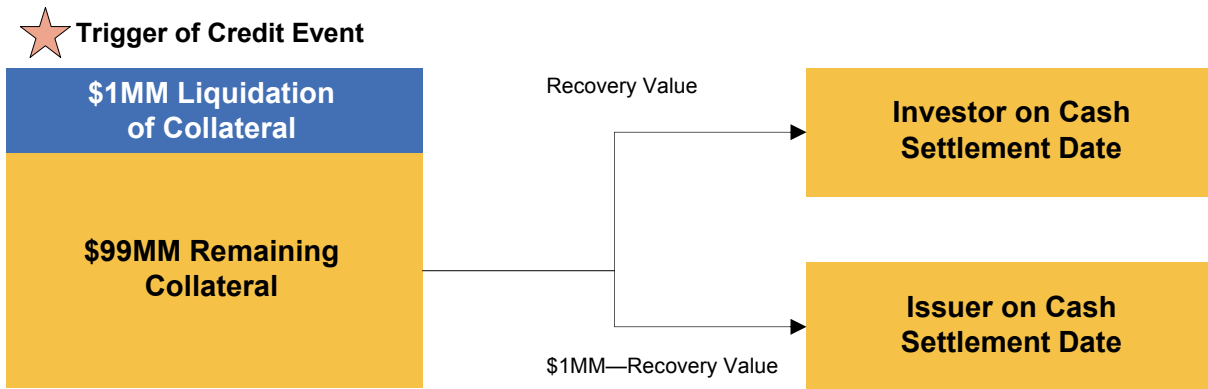 Trigger of Credit Event
$1MM Liquidation
of Collateral
$99MM Remaining
Collateral
Recovery Value
Investor on Cash
Settlement Date
Issuer on Cash
Settlement Date
$1MM—Recovery Value